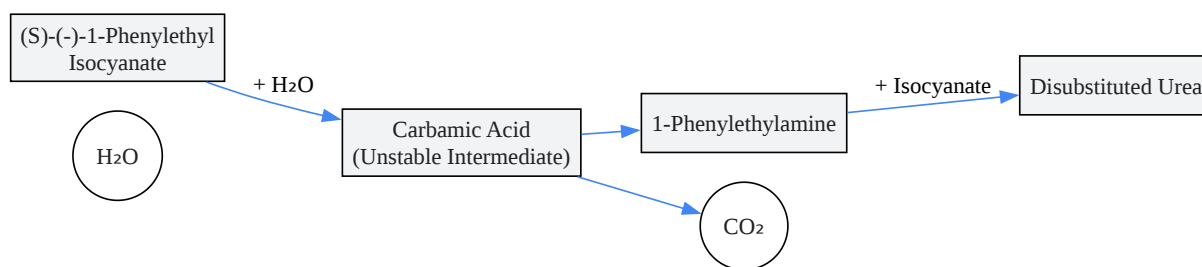 (S)-(-)-1-Phenylethyl
Isocyanate
+ H₂O
H₂O
Carbamic Acid
(Unstable Intermediate)
1-Phenylethylamine
CO₂
+ Isocyanate
Disubstituted Urea